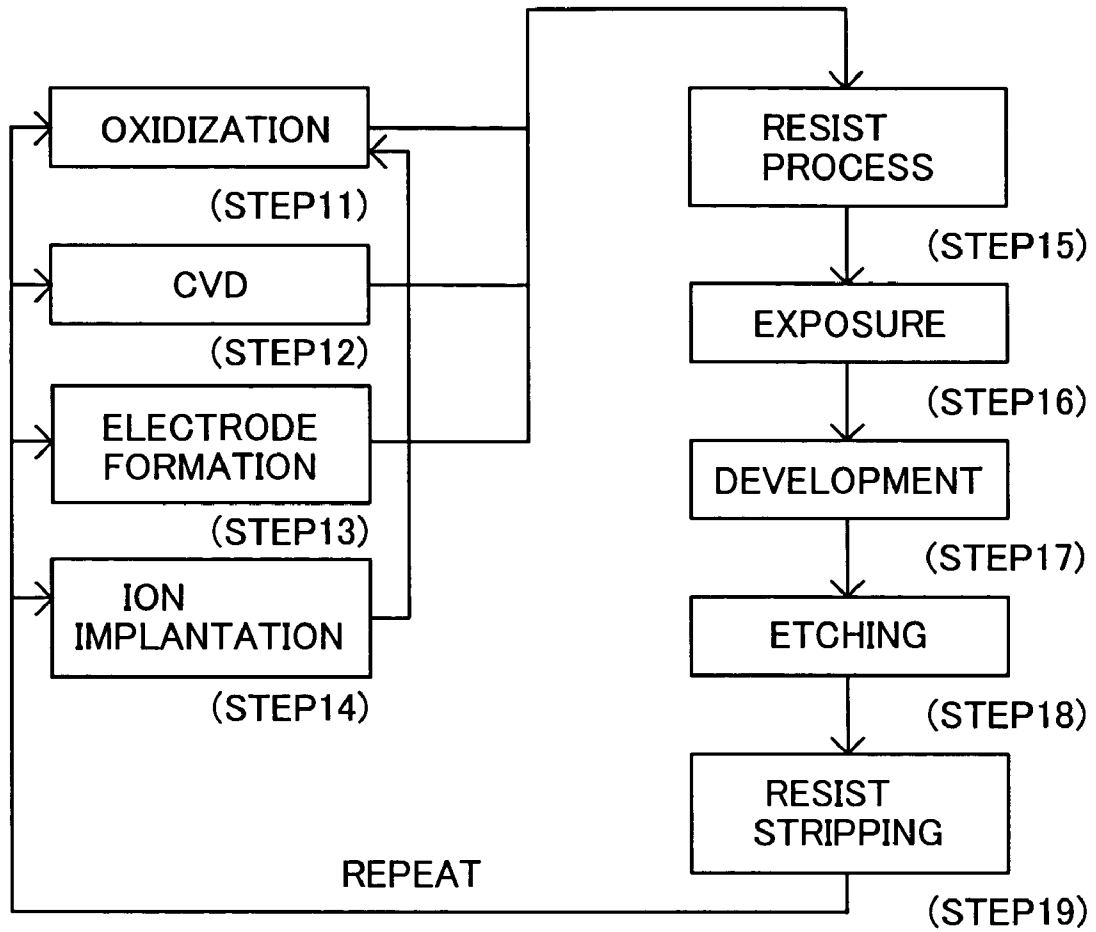 OXIDIZATION
(STEP11)
CVD
(STEP12)
ELECTRODE
FORMATION
(STEP13)
ION
IMPLANTATION
(STEP14)
RESIST
PROCESS
(STEP15)
EXPOSURE
(STEP16)
DEVELOPMENT
(STEP17)
ETCHING
(STEP18)
RESIST
STRIPPING
(STEP19)
REPEAT